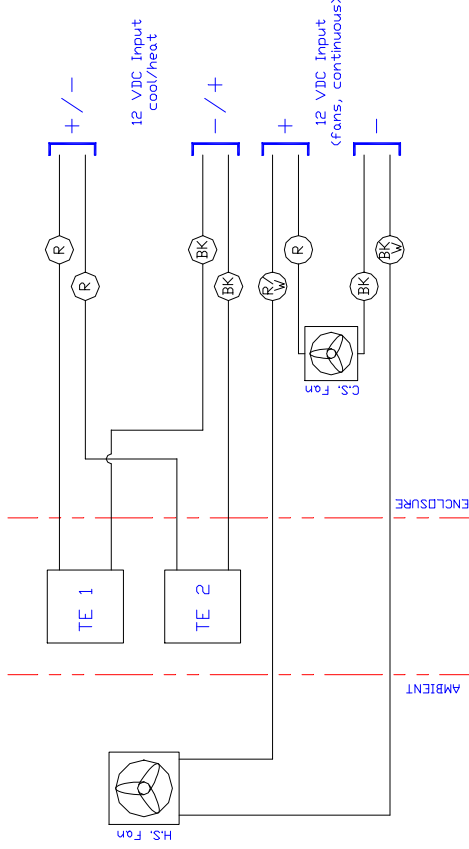 +/-
12 VDC Input
cool/heat
-/+
+
12 VDC Input
(fans, continuous)
-
R
R
BK
BK
R/W
R
BK
BK
W
C.S. Fan
ENCLOSURE
TE 1
TE 2
AMBIENT
H.S. Fan